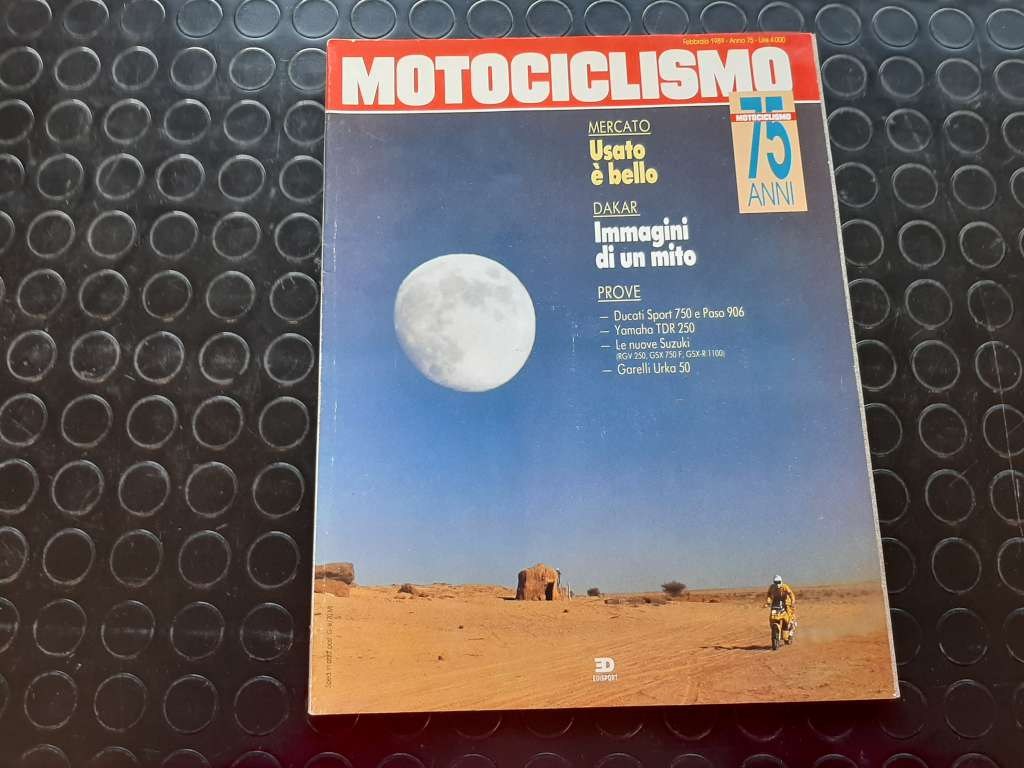 Febbraio 1989 - Anno 75 - Lire 4.000
MOTOCICLISMO
75
MOTOCICLISMO
ANNI
MERCATO
Usato
è bello
DAKAR
Immagini
di un mito
PROVE
— Ducati Sport 750 e Paso 906
— Yamaha TDR 250
— Le nuove Suzuki
(RGV 250, GSX 750 F, GSX-R 1100)
— Garelli Urka 50
EDISPORT